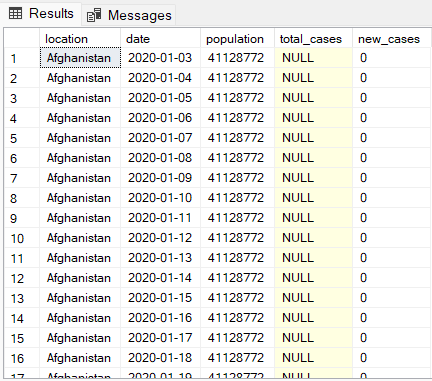 Results Messages
location date population total_cases new_cases
1 Afghanistan 2020-01-03 41128772 NULL 0
2 Afghanistan 2020-01-04 41128772 NULL 0
3 Afghanistan 2020-01-05 41128772 NULL 0
4 Afghanistan 2020-01-06 41128772 NULL 0
5 Afghanistan 2020-01-07 41128772 NULL 0
6 Afghanistan 2020-01-08 41128772 NULL 0
7 Afghanistan 2020-01-09 41128772 NULL 0
8 Afghanistan 2020-01-10 41128772 NULL 0
9 Afghanistan 2020-01-11 41128772 NULL 0
10 Afghanistan 2020-01-12 41128772 NULL 0
11 Afghanistan 2020-01-13 41128772 NULL 0
12 Afghanistan 2020-01-14 41128772 NULL 0
13 Afghanistan 2020-01-15 41128772 NULL 0
14 Afghanistan 2020-01-16 41128772 NULL 0
15 Afghanistan 2020-01-17 41128772 NULL 0
16 Afghanistan 2020-01-18 41128772 NULL 0
17 Afghanistan 2020-01-19 41128772 NULL 0